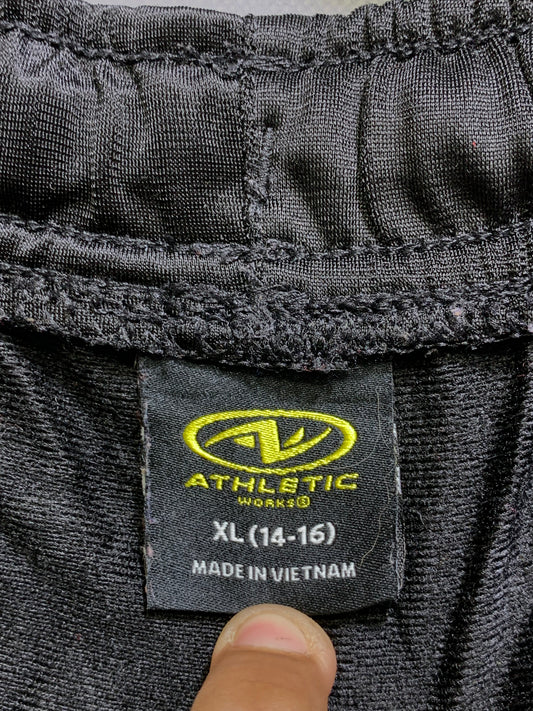 ATHLETIC
WORKS®
XL (14-16)
MADE IN VIETNAM